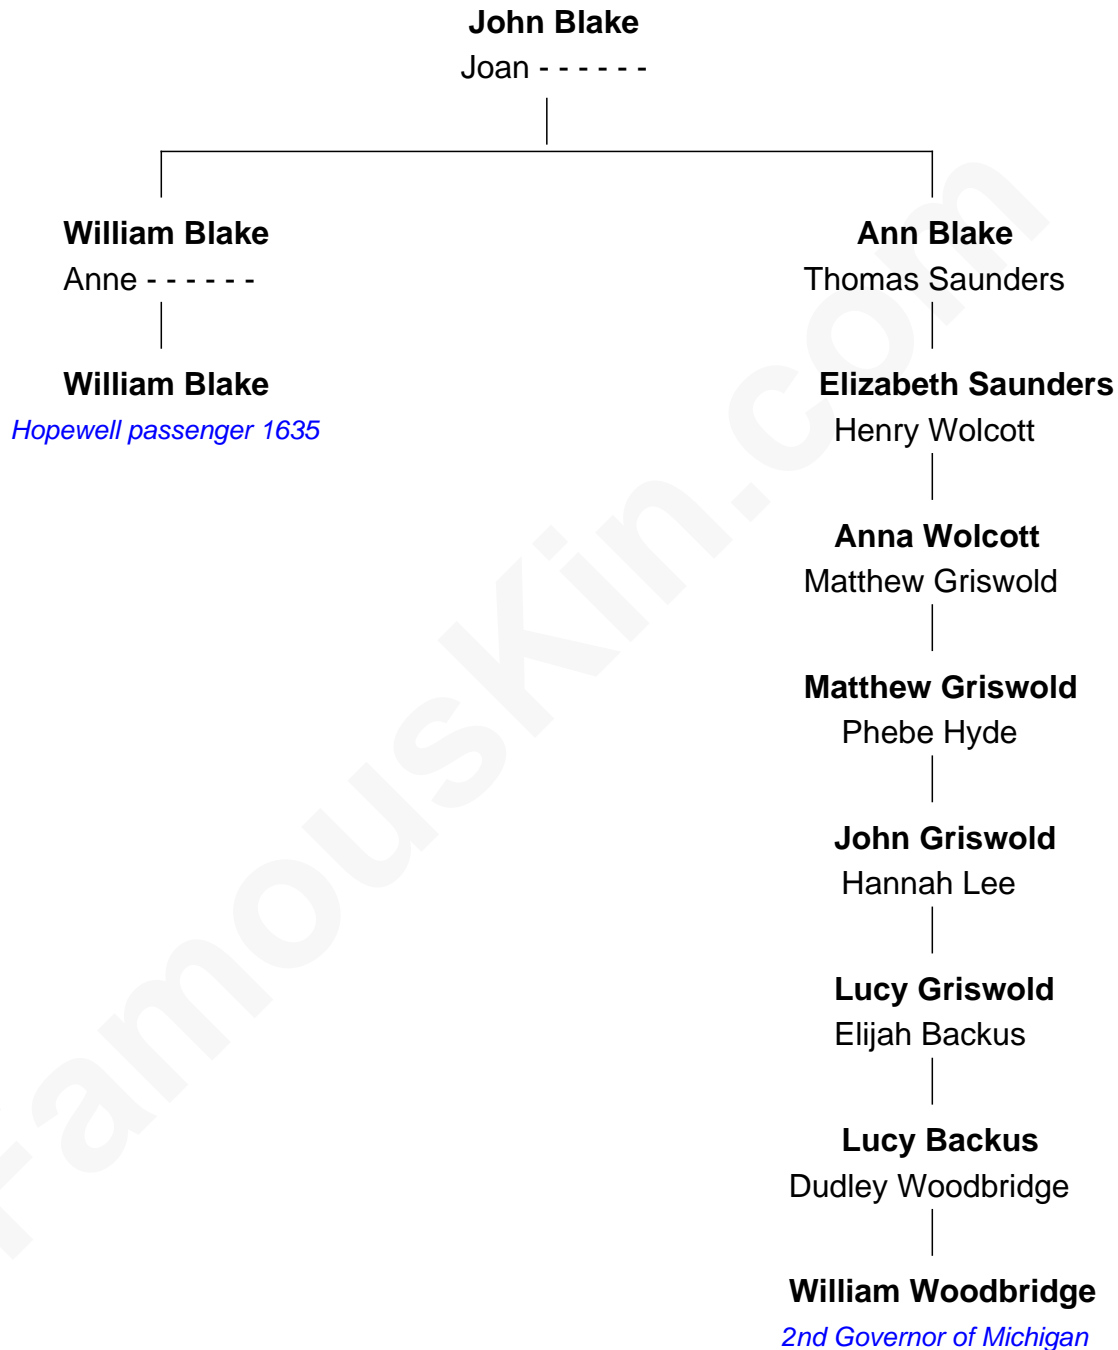 John Blake
Joan - - - - - -
William Blake
Anne - - - - - -
Ann Blake
Thomas Saunders
William Blake
Hopewell passenger 1635
Elizabeth Saunders
Henry Wolcott
Anna Wolcott
Matthew Griswold
Matthew Griswold
Phebe Hyde
John Griswold
Hannah Lee
Lucy Griswold
Elijah Backus
Lucy Backus
Dudley Woodbridge
William Woodbridge
2nd Governor of Michigan
FamousKin.com